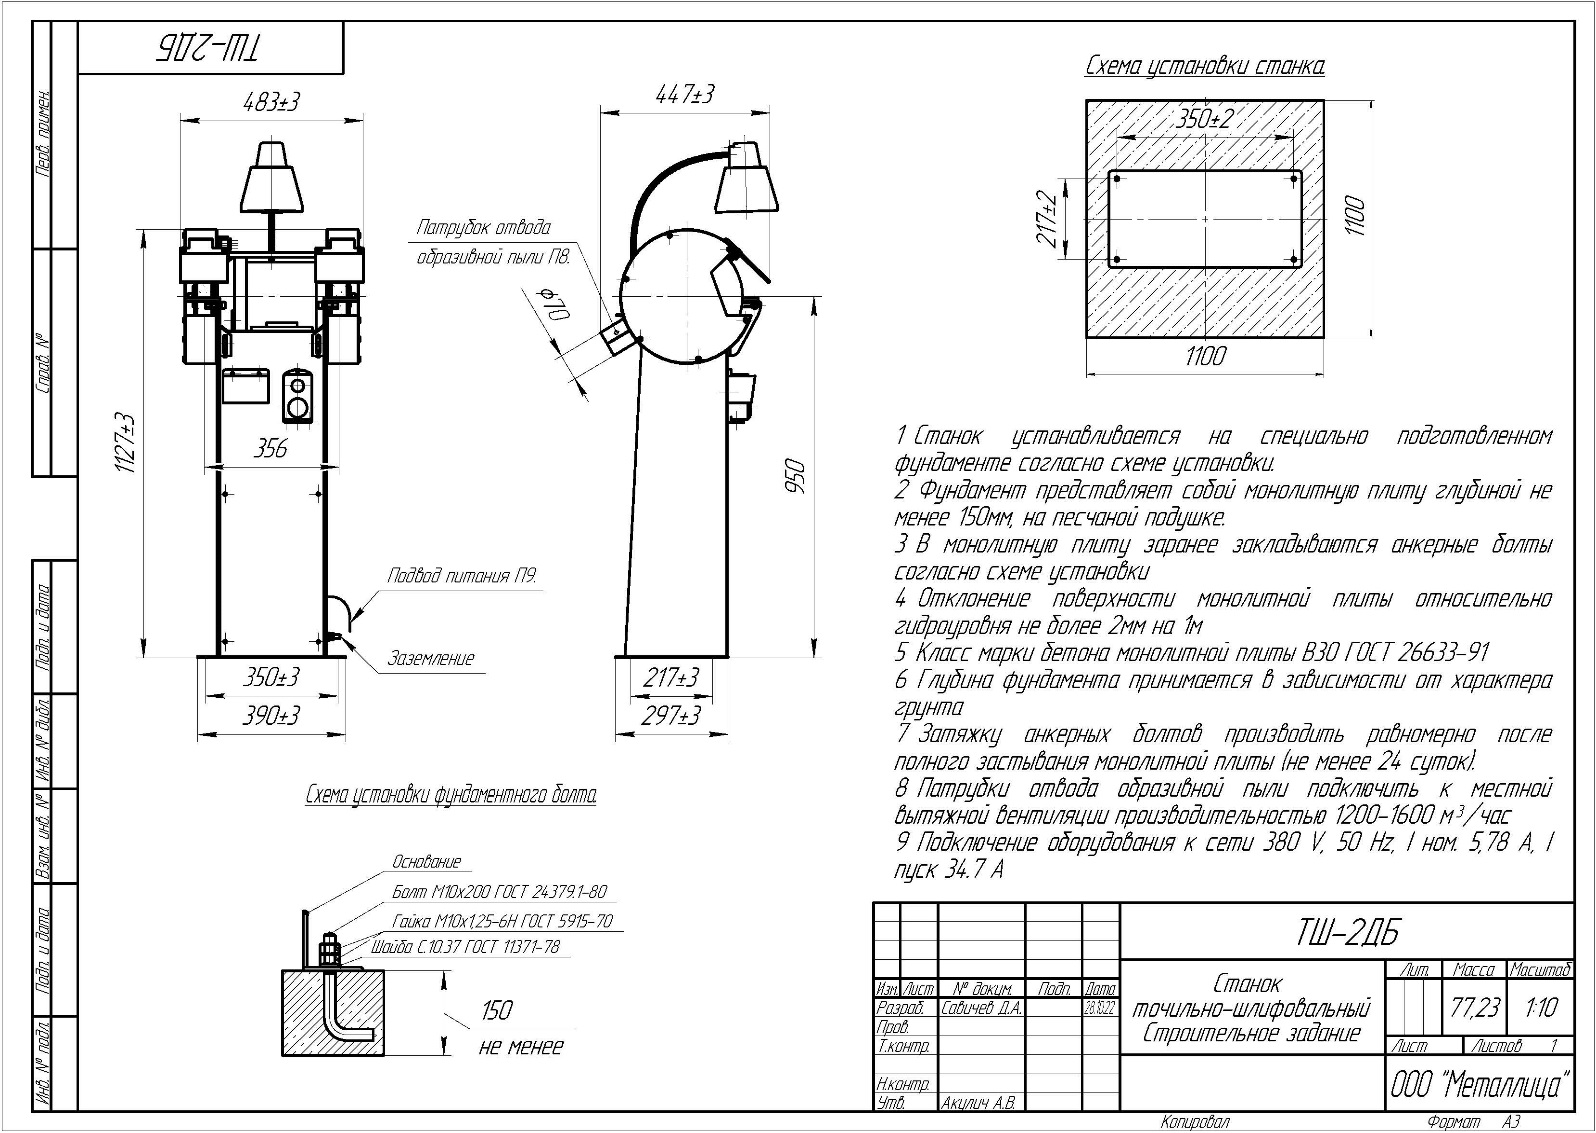 ТШ-2ДБ
Перв. примен.
Справ. №
Подп. и дата
Инв. № дубл.
Взам. инв. №
Подп. и дата
Инв. № подл.
483±3
1127±3
356
350±3
390±3
Подвод питания П9.
Заземление
447±3
Патрубок отвода
образивной пыли П8.
ϕ70
950
217±3
297±3
Схема установки станка
350±2
217±2
1100
1100
1 Станок устанавливается на специально подготовленном
фундаменте согласно схеме установки.
2 Фундамент представляет собой монолитную плиту глубиной не
менее 150мм, на песчаной подушке.
3 В монолитную плиту заранее закладываются анкерные болты
согласно схеме установки
4 Отклонение поверхности монолитной плиты относительно
гидроуровня не более 2мм на 1м
5 Класс марки бетона монолитной плиты В30 ГОСТ 26633-91
6 Глубина фундамента принимается в зависимости от характера
грунта
7 Затяжку анкерных болтов производить равномерно после
полного застывания монолитной плиты (не менее 24 суток).
8 Патрубки отвода образивной пыли подключить к местной
вытяжной вентиляции производительностью 1200-1600 м³/час
9 Подключение оборудования к сети 380 V, 50 Hz, I ном. 5,78 А, I
пуск 34.7 А
Схема установки фундаментного болта
Основание
Болт М10х200 ГОСТ 24379.1-80
Гайка М10х1,25-6Н ГОСТ 5915-70
Шайба С.10.37 ГОСТ 11371-78
150
не менее
ТШ-2ДБ
Изм. Лист № докум. Подп. Дата
Разраб. Савичев Д.А. 28.10.22
Пров.
Т.контр.
Н.контр.
Утв. Акулич А.В.
Станок
точильно-шлифовальный
Строительное задание
Лит. Масса Масштаб
77,23 1:10
Лист Листов 1
ООО "Металлица"
Копировал Формат А3